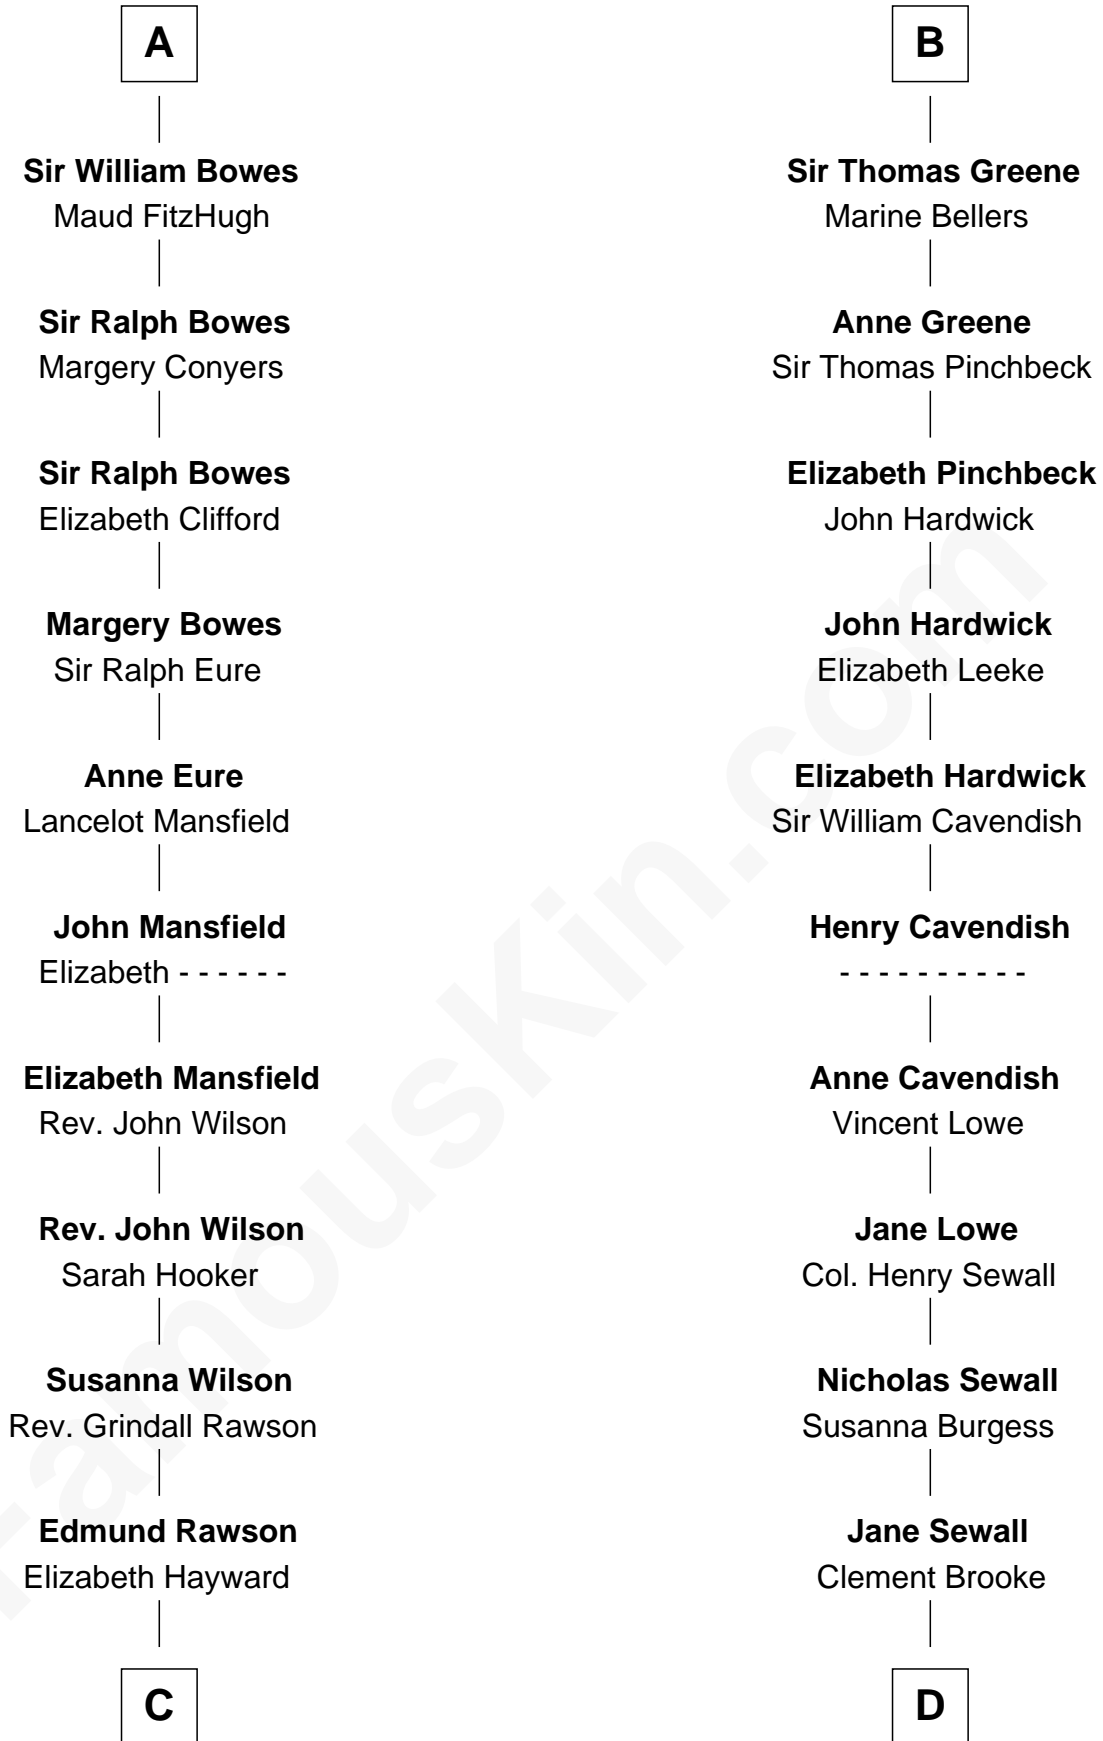 A
Sir William Bowes
Maud FitzHugh
Sir Ralph Bowes
Margery Conyers
Sir Ralph Bowes
Elizabeth Clifford
Margery Bowes
Sir Ralph Eure
Anne Eure
Lancelot Mansfield
John Mansfield
Elizabeth - - - - - -
Elizabeth Mansfield
Rev. John Wilson
Rev. John Wilson
Sarah Hooker
Susanna Wilson
Rev. Grindall Rawson
Edmund Rawson
Elizabeth Hayward
C
B
Sir Thomas Greene
Marine Bellers
Anne Greene
Sir Thomas Pinchbeck
Elizabeth Pinchbeck
John Hardwick
John Hardwick
Elizabeth Leeke
Elizabeth Hardwick
Sir William Cavendish
Henry Cavendish
- - - - - - - - - -
Anne Cavendish
Vincent Lowe
Jane Lowe
Col. Henry Sewall
Nicholas Sewall
Susanna Burgess
Jane Sewall
Clement Brooke
D
FamousKin.com